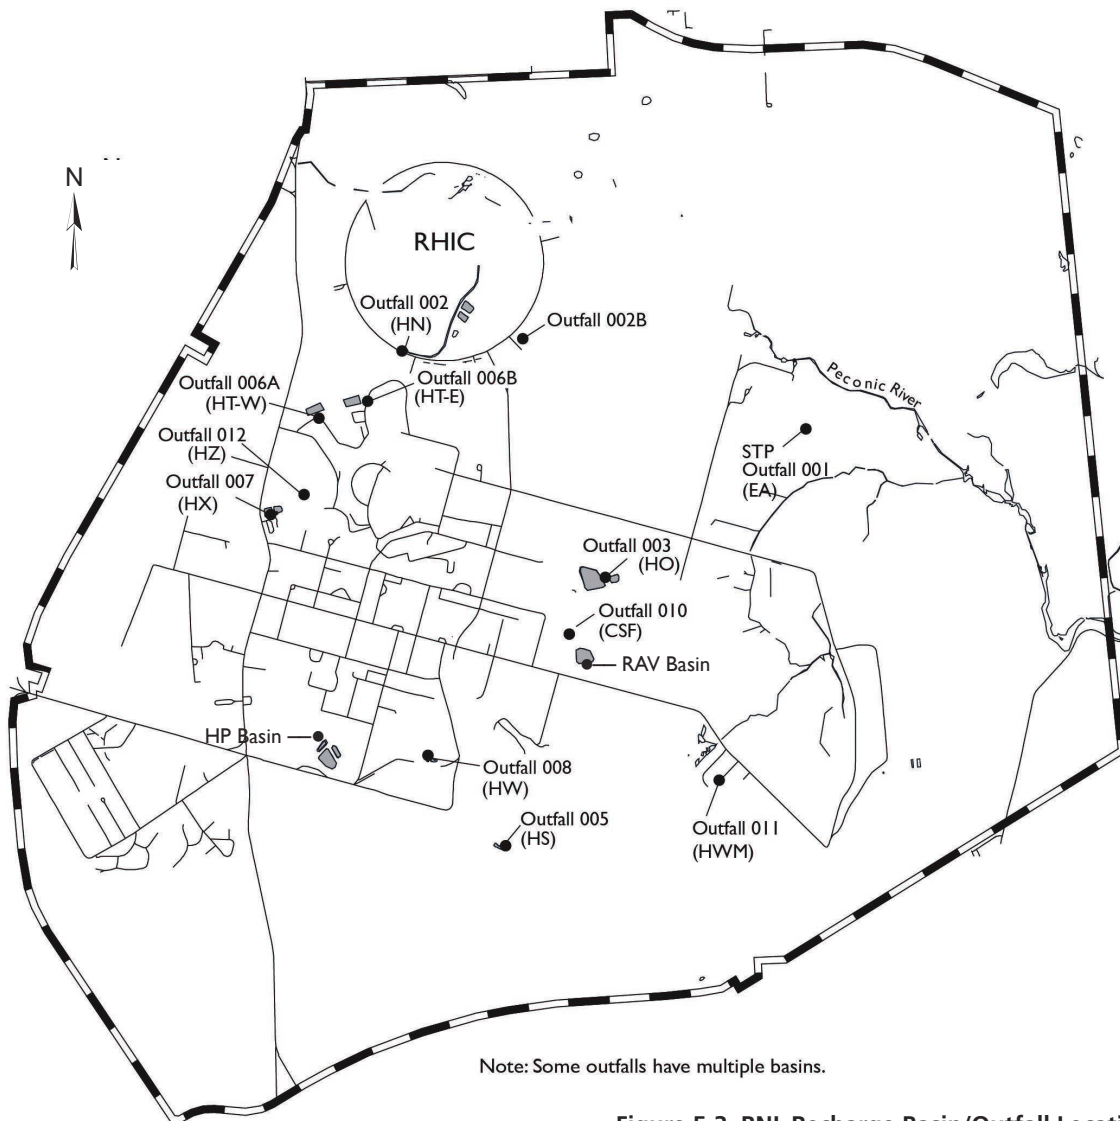 N
RHIC
Outfall 002
(HN)
Outfall 002B
Outfall 006A
(HT-W)
Outfall 006B
(HT-E)
Peconic River
Outfall 012
(HZ)
STP
Outfall 001
(EA)
Outfall 007
(HX)
Outfall 003
(HO)
Outfall 010
(CSF)
RAV Basin
HP Basin
Outfall 008
(HW)
Outfall 005
(HS)
Outfall 011
(HWM)
Note: Some outfalls have multiple basins.